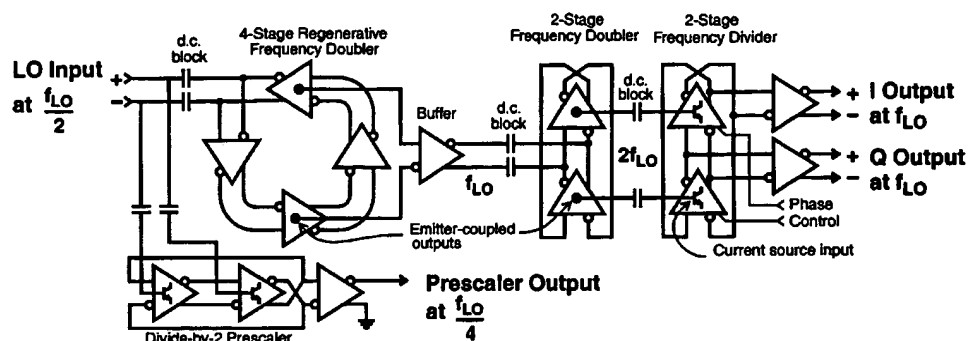 4-Stage Regenerative
Frequency Doubler
2-Stage
Frequency Doubler
2-Stage
Frequency Divider
d.c.
block
LO Input
at f_LO/2
+
–
Buffer
d.c.
block
f_LO
d.c.
block
2f_LO
+ I Output
– at f_LO
+ Q Output
– at f_LO
Phase
Control
Emitter-coupled
outputs
Current source input
Prescaler Output
at f_LO/4
Divide-by-2 Prescaler